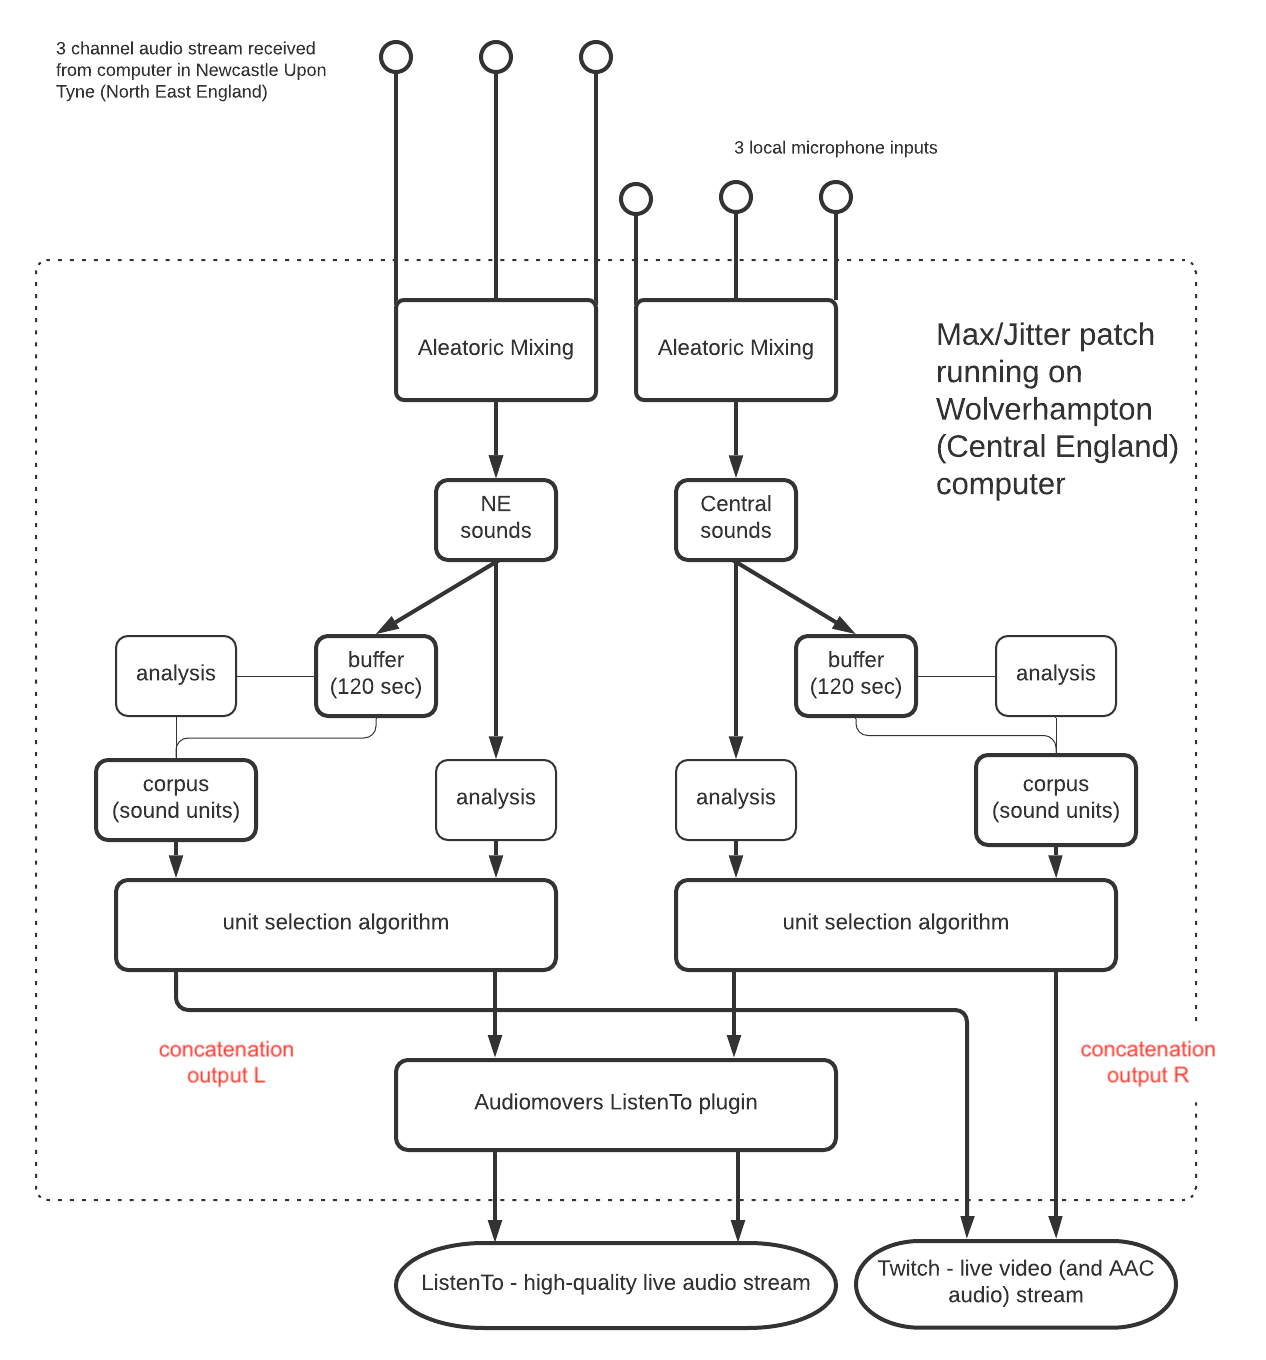 3 channel audio stream received
from computer in Newcastle Upon
Tyne (North East England)
3 local microphone inputs
Aleatoric Mixing
Aleatoric Mixing
Max/Jitter patch
running on
Wolverhampton
(Central England)
computer
NE
sounds
Central
sounds
analysis
buffer
(120 sec)
buffer
(120 sec)
analysis
corpus
(sound units)
analysis
analysis
corpus
(sound units)
unit selection algorithm
unit selection algorithm
concatenation
output L
concatenation
output R
Audiomovers ListenTo plugin
ListenTo - high-quality live audio stream
Twitch - live video (and AAC
audio) stream